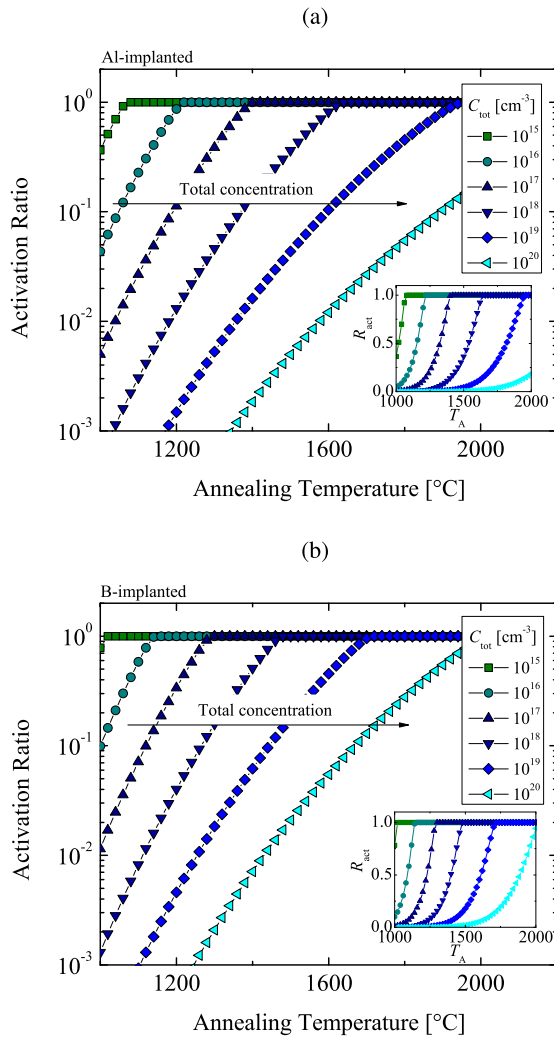 (a)
Al-implanted
10^0
10^-1
10^-2
10^-3
Activation Ratio
Total concentration
C_tot [cm^-3]
10^15
10^16
10^17
10^18
10^19
10^20
R_act
1.0
0.5
0.0
1000
1500
2000
T_A
1200
1600
2000
Annealing Temperature [°C]
(b)
B-implanted
10^0
10^-1
10^-2
10^-3
Activation Ratio
Total concentration
C_tot [cm^-3]
10^15
10^16
10^17
10^18
10^19
10^20
R_act
1.0
0.5
0.0
1000
1500
2000
T_A
1200
1600
2000
Annealing Temperature [°C]